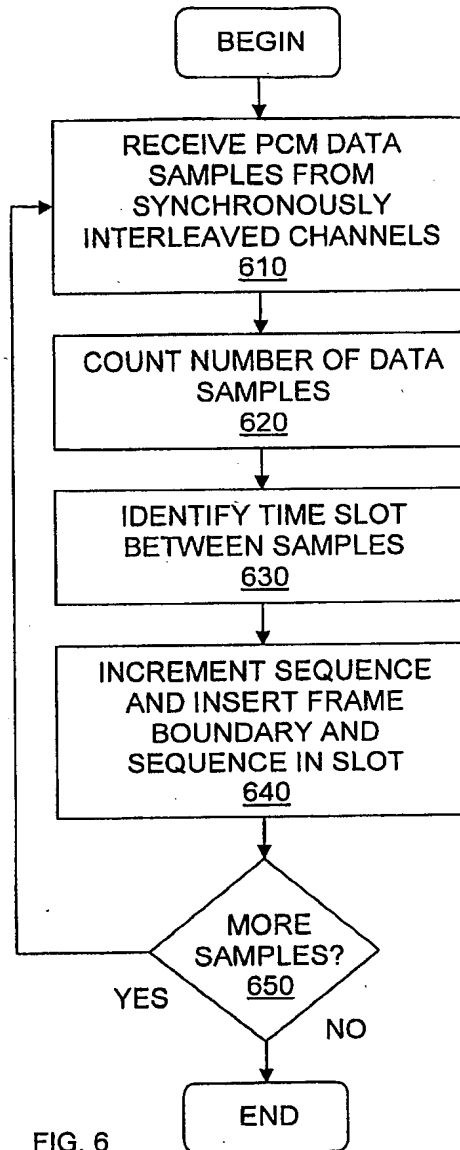 BEGIN
RECEIVE PCM DATA
SAMPLES FROM
SYNCHRONOUSLY
INTERLEAVED CHANNELS
610
COUNT NUMBER OF DATA
SAMPLES
620
IDENTIFY TIME SLOT
BETWEEN SAMPLES
630
INCREMENT SEQUENCE
AND INSERT FRAME
BOUNDARY AND
SEQUENCE IN SLOT
640
MORE
SAMPLES?
650
YES
NO
END
FIG. 6